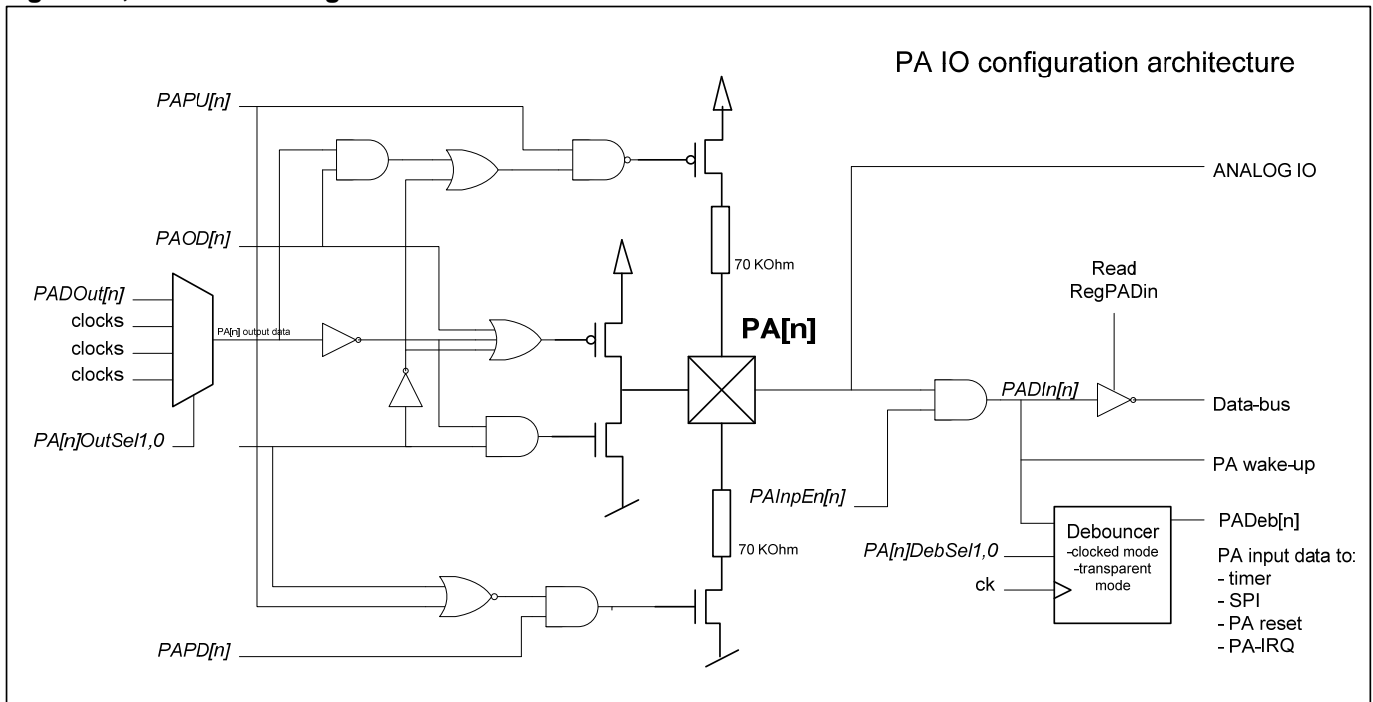 PA IO configuration architecture
PAPU[n]
ANALOG IO
PAOD[n]
70 KOhm
Read
RegPADin
PADOut[n]
clocks
clocks
clocks
PA[n] output data
PA[n]
PADIn[n]
Data-bus
PA[n]OutSel1,0
PA wake-up
PAInpEn[n]
70 KOhm
PA[n]DebSel1,0
ck
Debouncer
-clocked mode
-transparent
mode
PADeb[n]
PA input data to:
- timer
- SPI
- PA reset
- PA-IRQ
PAPD[n]